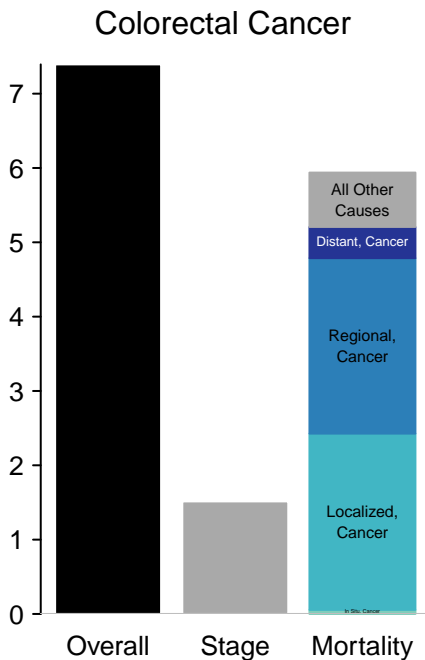 Colorectal Cancer
7
6
5
4
3
2
1
0
All Other
Causes
Distant, Cancer
Regional,
Cancer
Localized,
Cancer
In Situ, Cancer
Overall
Stage
Mortality